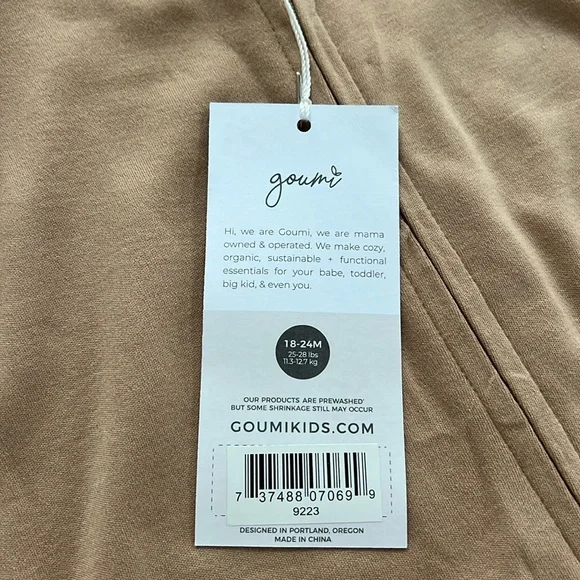 goumi
Hi, we are Goumi, we are mama
owned & operated. We make cozy,
organic, sustainable + functional
essentials for your babe, toddler,
big kid, & even you.
18-24M
25-28 lbs
11.3-12.7 kg
OUR PRODUCTS ARE PREWASHED
BUT SOME SHRINKAGE STILL MAY OCCUR
GOUMIKIDS.COM
7 37488 07069 9
9223
DESIGNED IN PORTLAND, OREGON
MADE IN CHINA